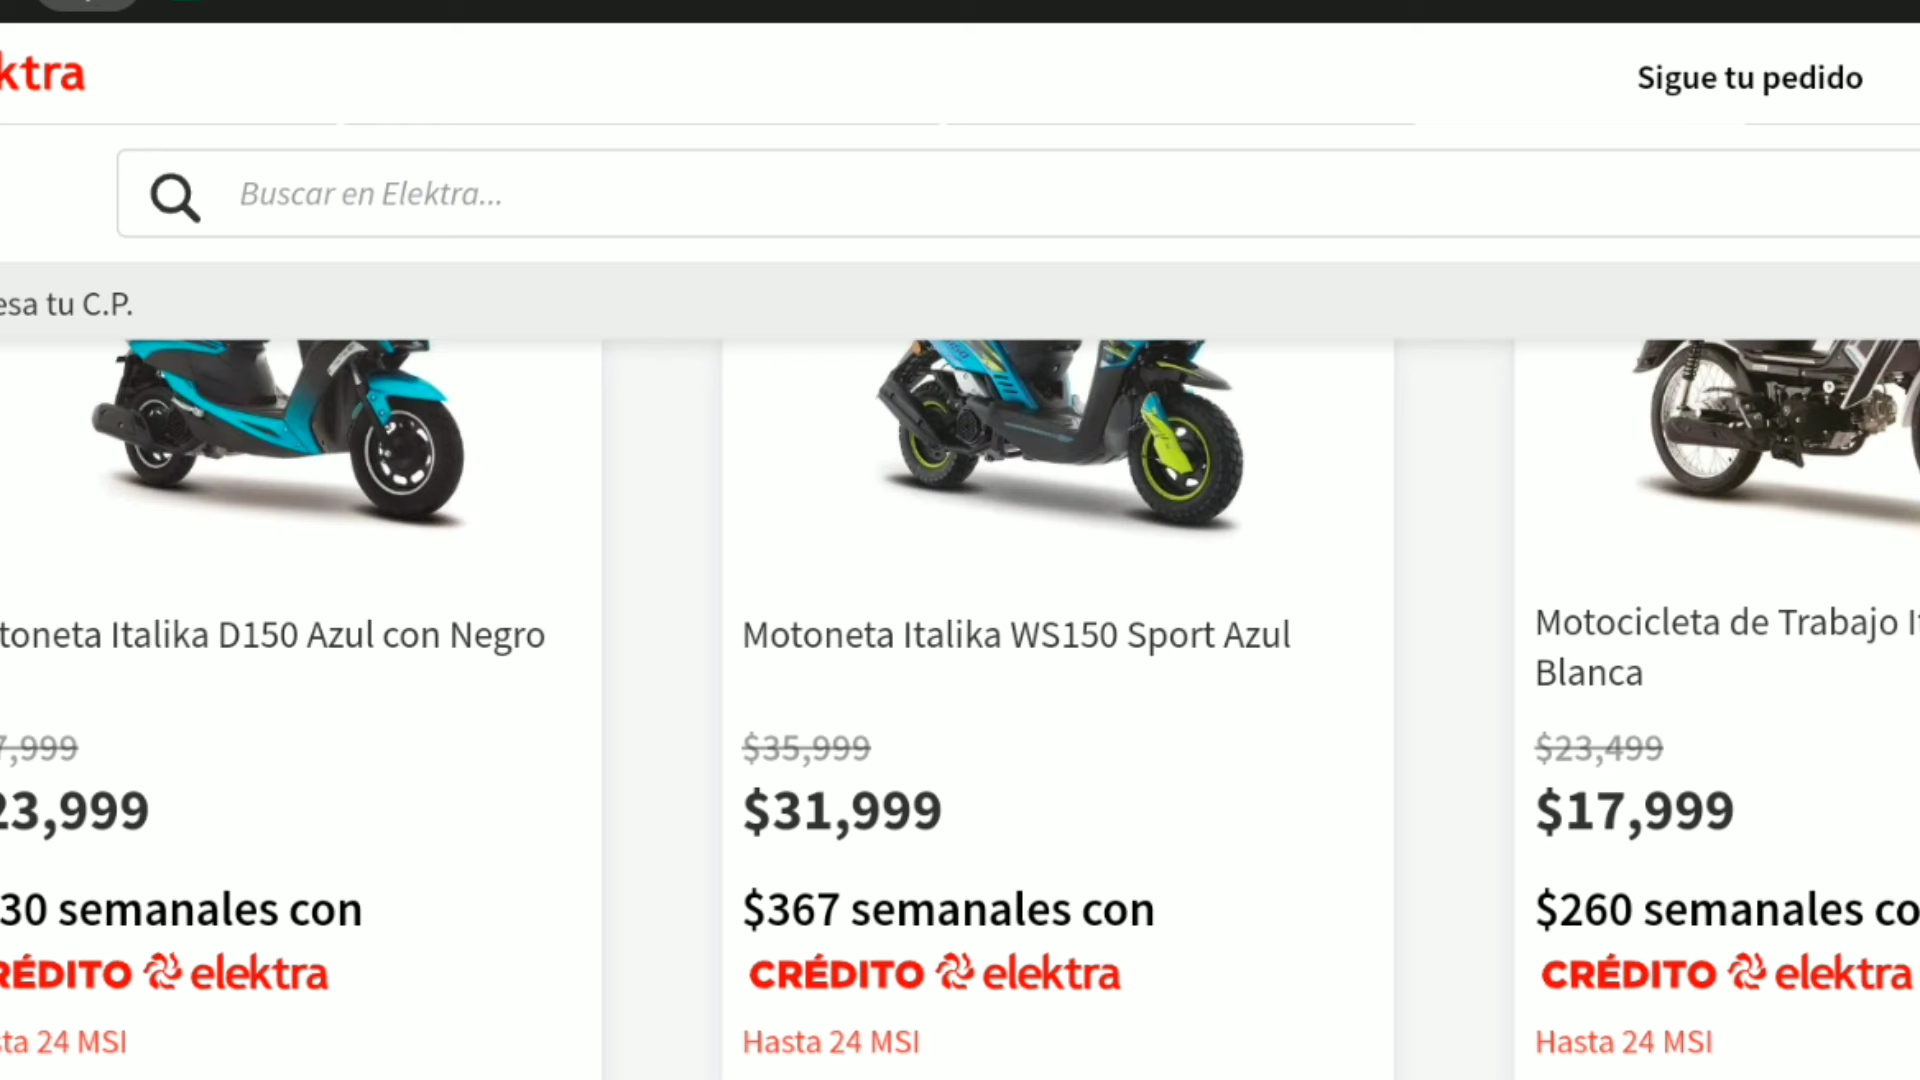 ktra
Sigue tu pedido
Buscar en Elektra...
esa tu C.P.
toneta Italika D150 Azul con Negro
7,999
23,999
30 semanales con
RÉDITO elektra
sta 24 MSI
Motoneta Italika WS150 Sport Azul
$35,999
$31,999
$367 semanales con
CRÉDITO elektra
Hasta 24 MSI
Motocicleta de Trabajo
Blanca
$23,499
$17,999
$260 semanales co
CRÉDITO elektra
Hasta 24 MSI